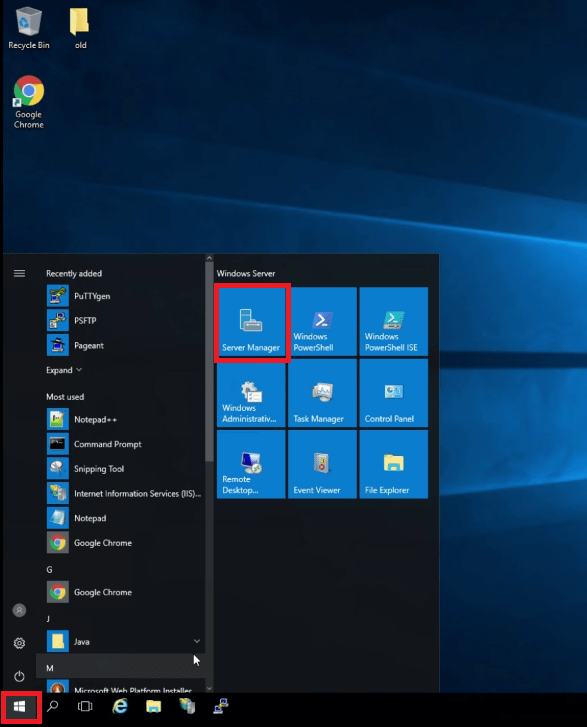 Recycle Bin
old
Google
Chrome
Recently added
PuTTYgen
PSFTP
Pageant
Expand
Most used
Notepad++
Command Prompt
Snipping Tool
Internet Information Services (IIS)...
Notepad
Google Chrome
G
Google Chrome
J
Java
M
Microsoft Web Platform Installer
Windows Server
Server Manager
Windows
PowerShell
Windows
PowerShell ISE
Windows
Administrativ...
Task Manager
Control Panel
Remote
Desktop...
Event Viewer
File Explorer